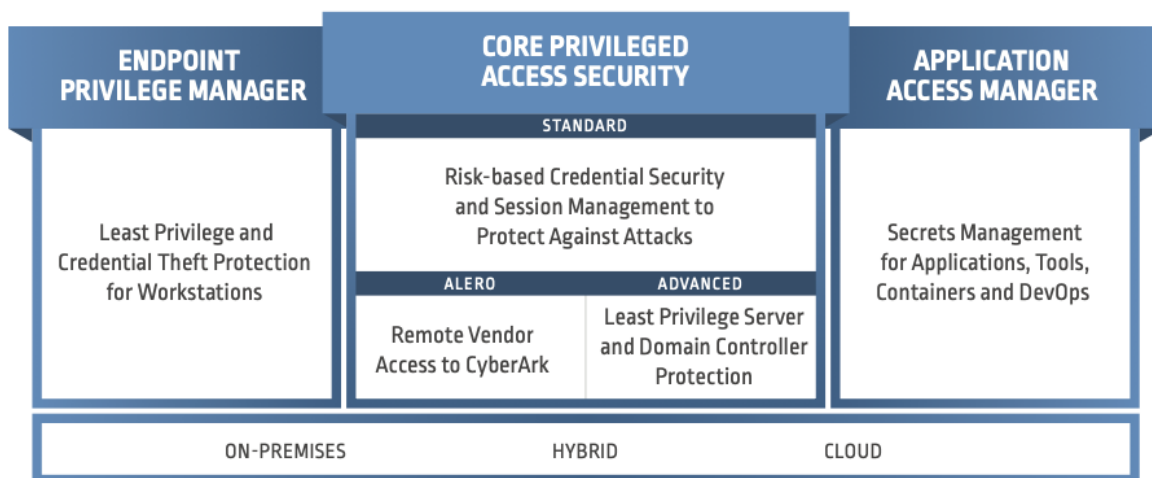 ENDPOINT
PRIVILEGE MANAGER
Least Privilege and
Credential Theft Protection
for Workstations
CORE PRIVILEGED
ACCESS SECURITY
STANDARD
Risk-based Credential Security
and Session Management to
Protect Against Attacks
ALERO
Remote Vendor
Access to CyberArk
ADVANCED
Least Privilege Server
and Domain Controller
Protection
APPLICATION
ACCESS MANAGER
Secrets Management
for Applications, Tools,
Containers and DevOps
ON-PREMISES
HYBRID
CLOUD